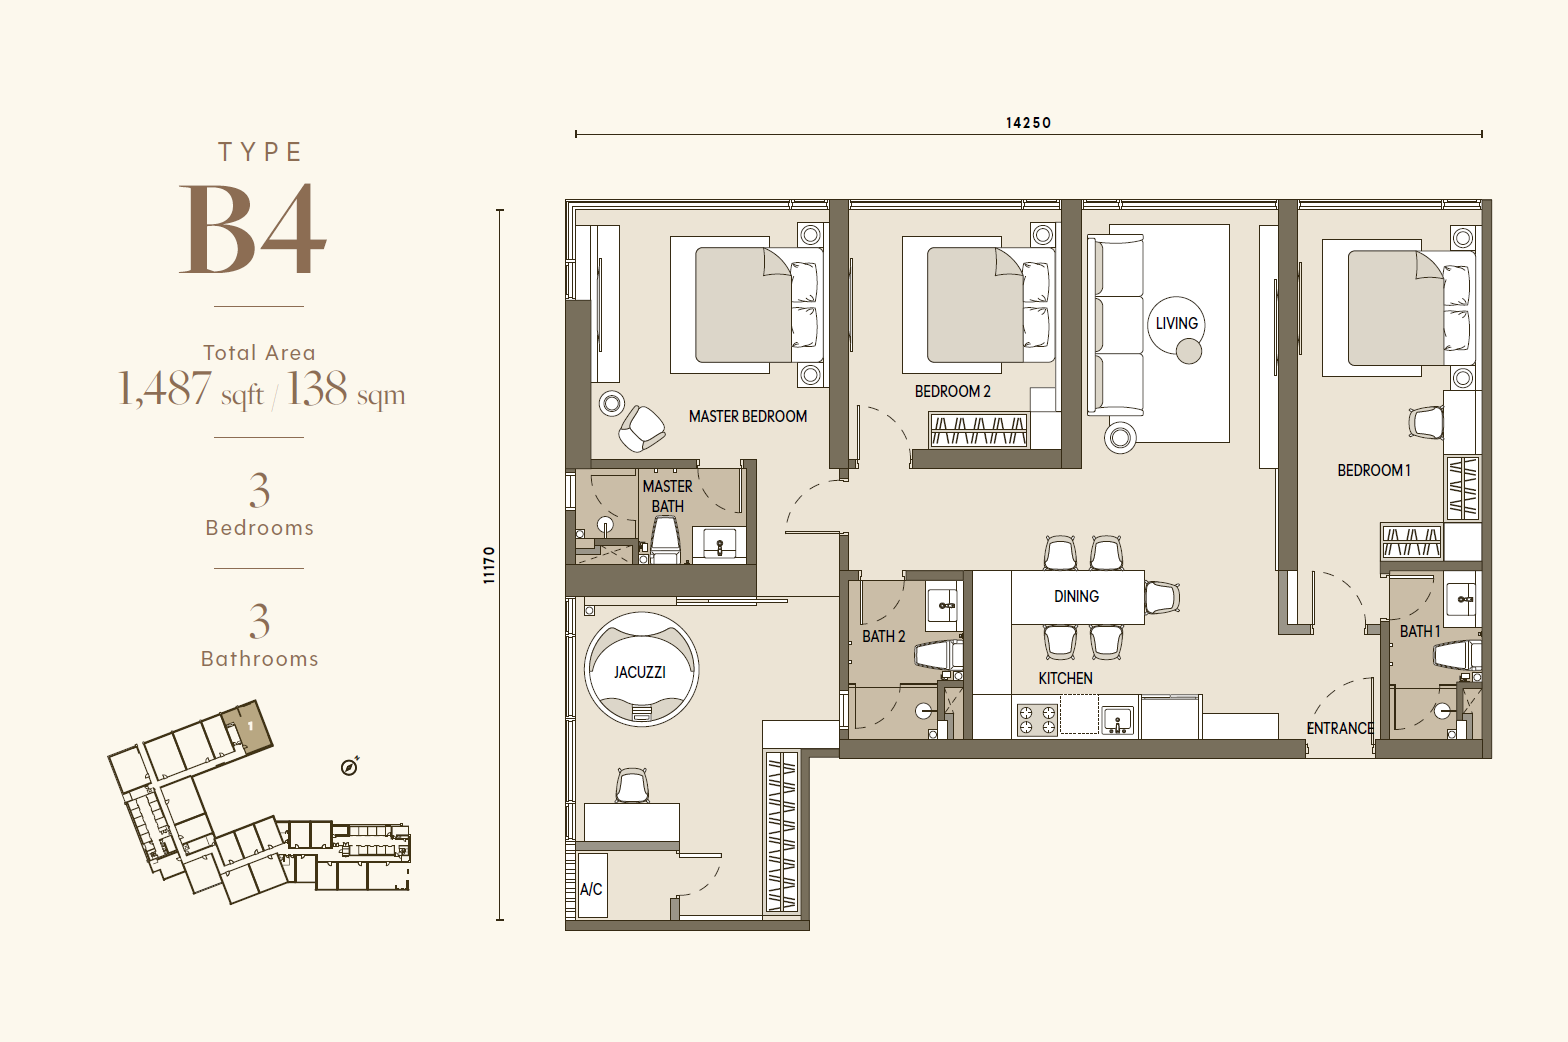 TYPE
B4
Total Area
1,487 sqft / 138 sqm
3
Bedrooms
3
Bathrooms
1
N
14250
11170
LIVING
BEDROOM 2
MASTER BEDROOM
BEDROOM 1
MASTER
BATH
DINING
BATH 2
BATH 1
JACUZZI
KITCHEN
ENTRANCE
A/C